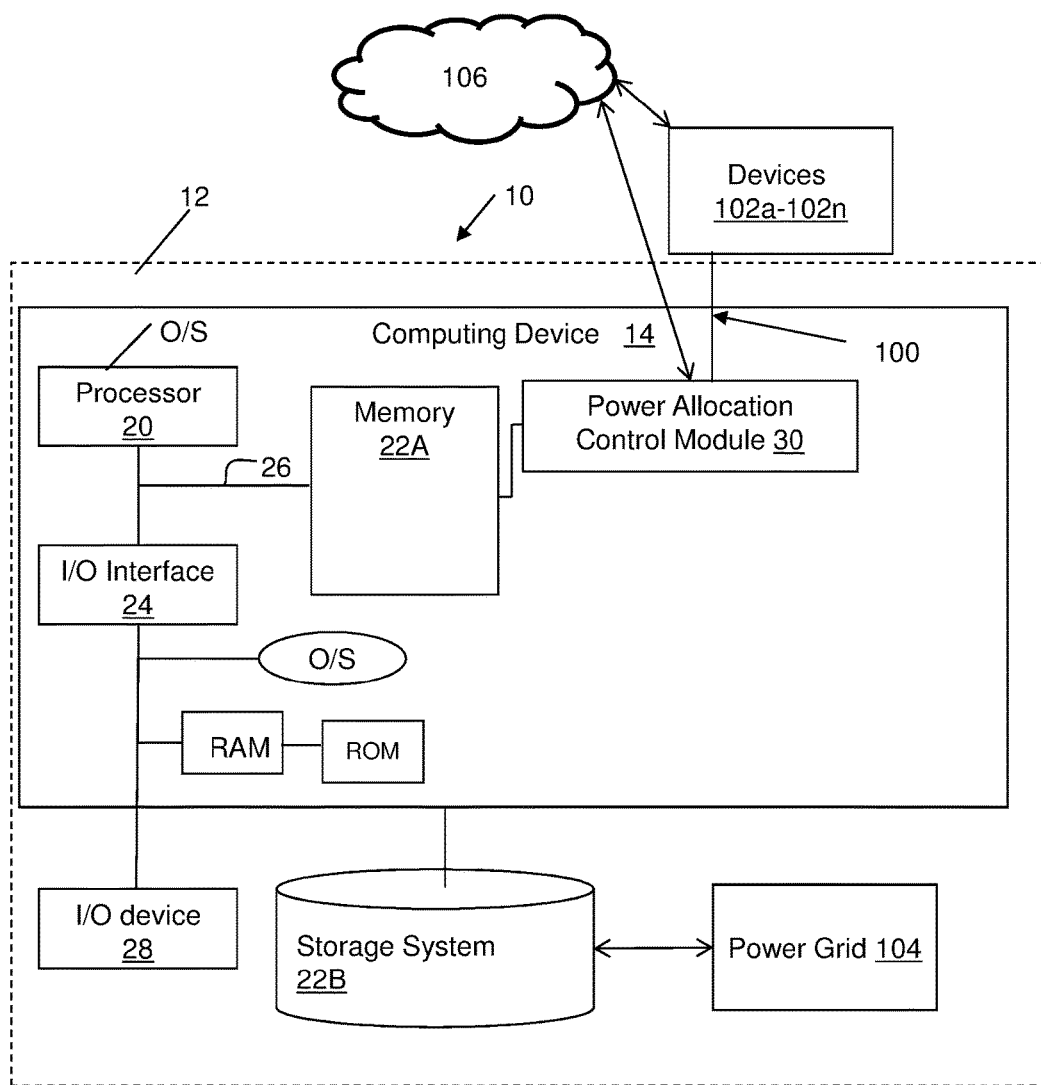 106
Devices
102a-102n
12
10
O/S
Computing Device 14
100
Processor
20
Memory
22A
Power Allocation
Control Module 30
26
I/O Interface
24
O/S
RAM
ROM
I/O device
28
Storage System
22B
Power Grid 104